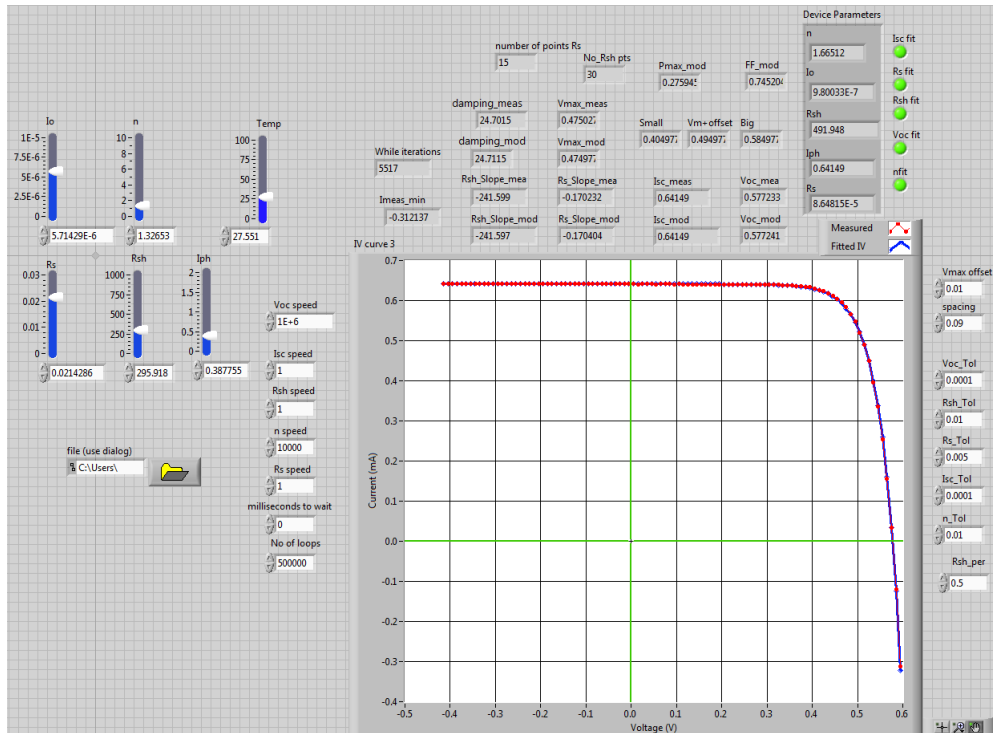 Device Parameters
n
1.66512
Io
9.80033E-7
Rsh
491.948
Iph
0.64149
Rs
8.64815E-5
Isc fit
Rs fit
Rsh fit
Voc fit
nfit
number of points Rs
15
No_Rsh pts
30
Pmax_mod
0.27594
FF_mod
0.745204
damping_meas
24.7015
Vmax_meas
0.475027
Small
0.404977
Vm+offset
0.494977
Big
0.584977
damping_mod
24.7115
Vmax_mod
0.474977
While iterations
5517
Rsh_Slope_mea
-241.599
Rs_Slope_mea
-0.170232
Isc_meas
0.64149
Voc_mea
0.577233
Imeas_min
-0.312137
Rsh_Slope_mod
-241.597
Rs_Slope_mod
-0.170404
Isc_mod
0.64149
Voc_mod
0.577241
Io
1E-5
7.5E-6
5E-6
2.5E-6
0
5.71429E-6
n
10
8
6
4
2
0
1.32653
Temp
100
75
50
25
0
27.551
Rs
0.03
0.02
0.01
0
0.0214286
Rsh
1000
750
500
250
0
295.918
Iph
2
1.5
1
0.5
0
0.387755
Voc speed
1E+6
Isc speed
1
Rsh speed
1
n speed
10000
Rs speed
1
milliseconds to wait
0
No of loops
500000
file (use dialog)
C:\Users\
IV curve 3
Measured
Fitted IV
Current (mA)
0.7
0.6
0.5
0.4
0.3
0.2
0.1
0.0
-0.1
-0.2
-0.3
-0.4
-0.5 -0.4 -0.3 -0.2 -0.1 0.0 0.1 0.2 0.3 0.4 0.5 0.6
Voltage (V)
Vmax offset
0.01
spacing
0.09
Voc_Tol
0.0001
Rsh_Tol
0.01
Rs_Tol
0.005
Isc_Tol
0.0001
n_Tol
0.01
Rsh_per
0.5